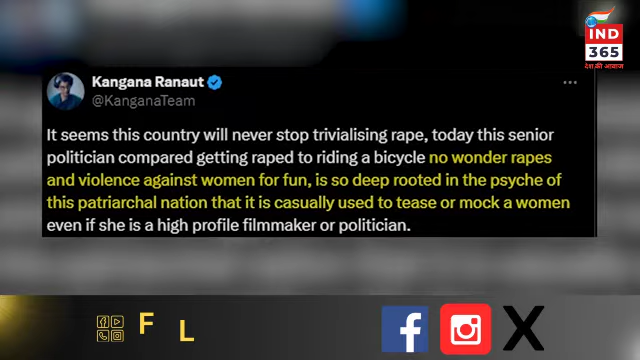 IND
365
देश की आवाज
Kangana Ranaut
@KanganaTeam
It seems this country will never stop trivialising rape, today this senior
politician compared getting raped to riding a bicycle no wonder rapes
and violence against women for fun, is so deep rooted in the psyche of
this patriarchal nation that it is casually used to tease or mock a women
even if she is a high profile filmmaker or politician.
F L